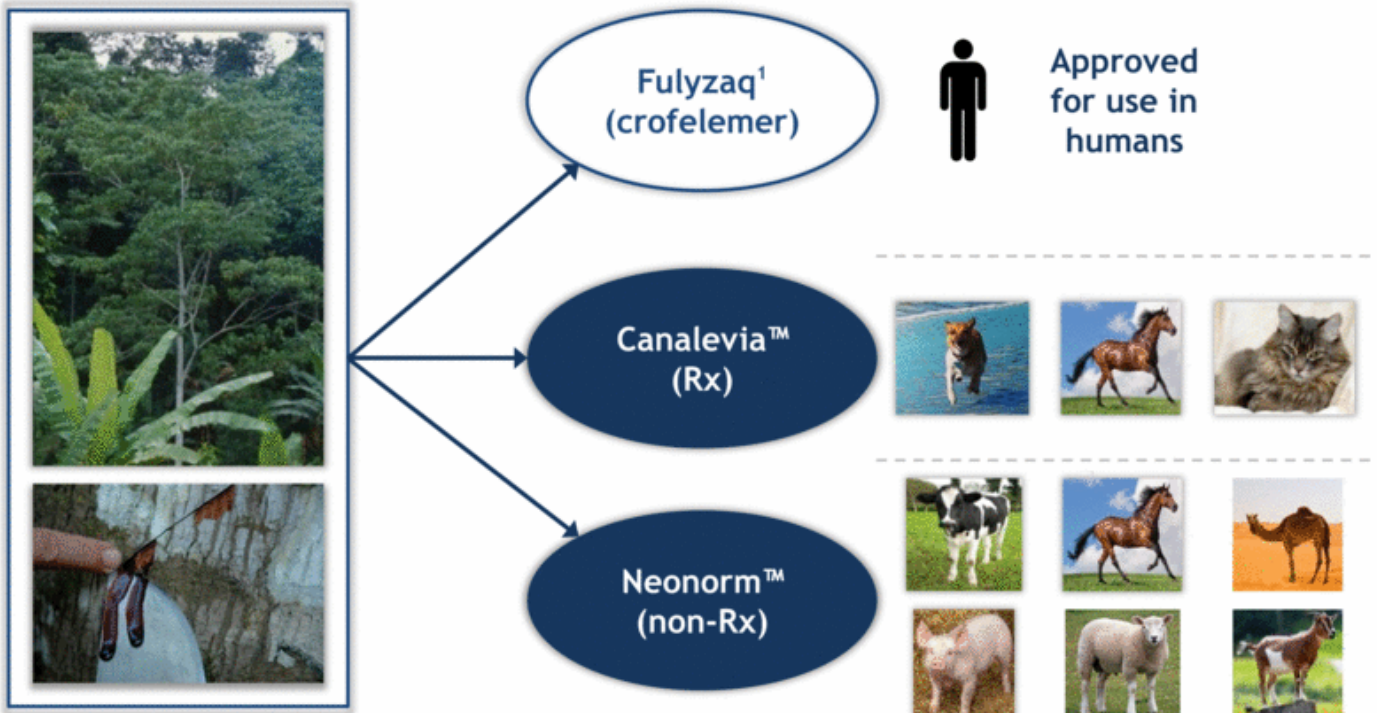 Fulyzaq¹
(crofelemer)
Approved
for use in
humans
Canalevia™
(Rx)
Neonorm™
(non-Rx)